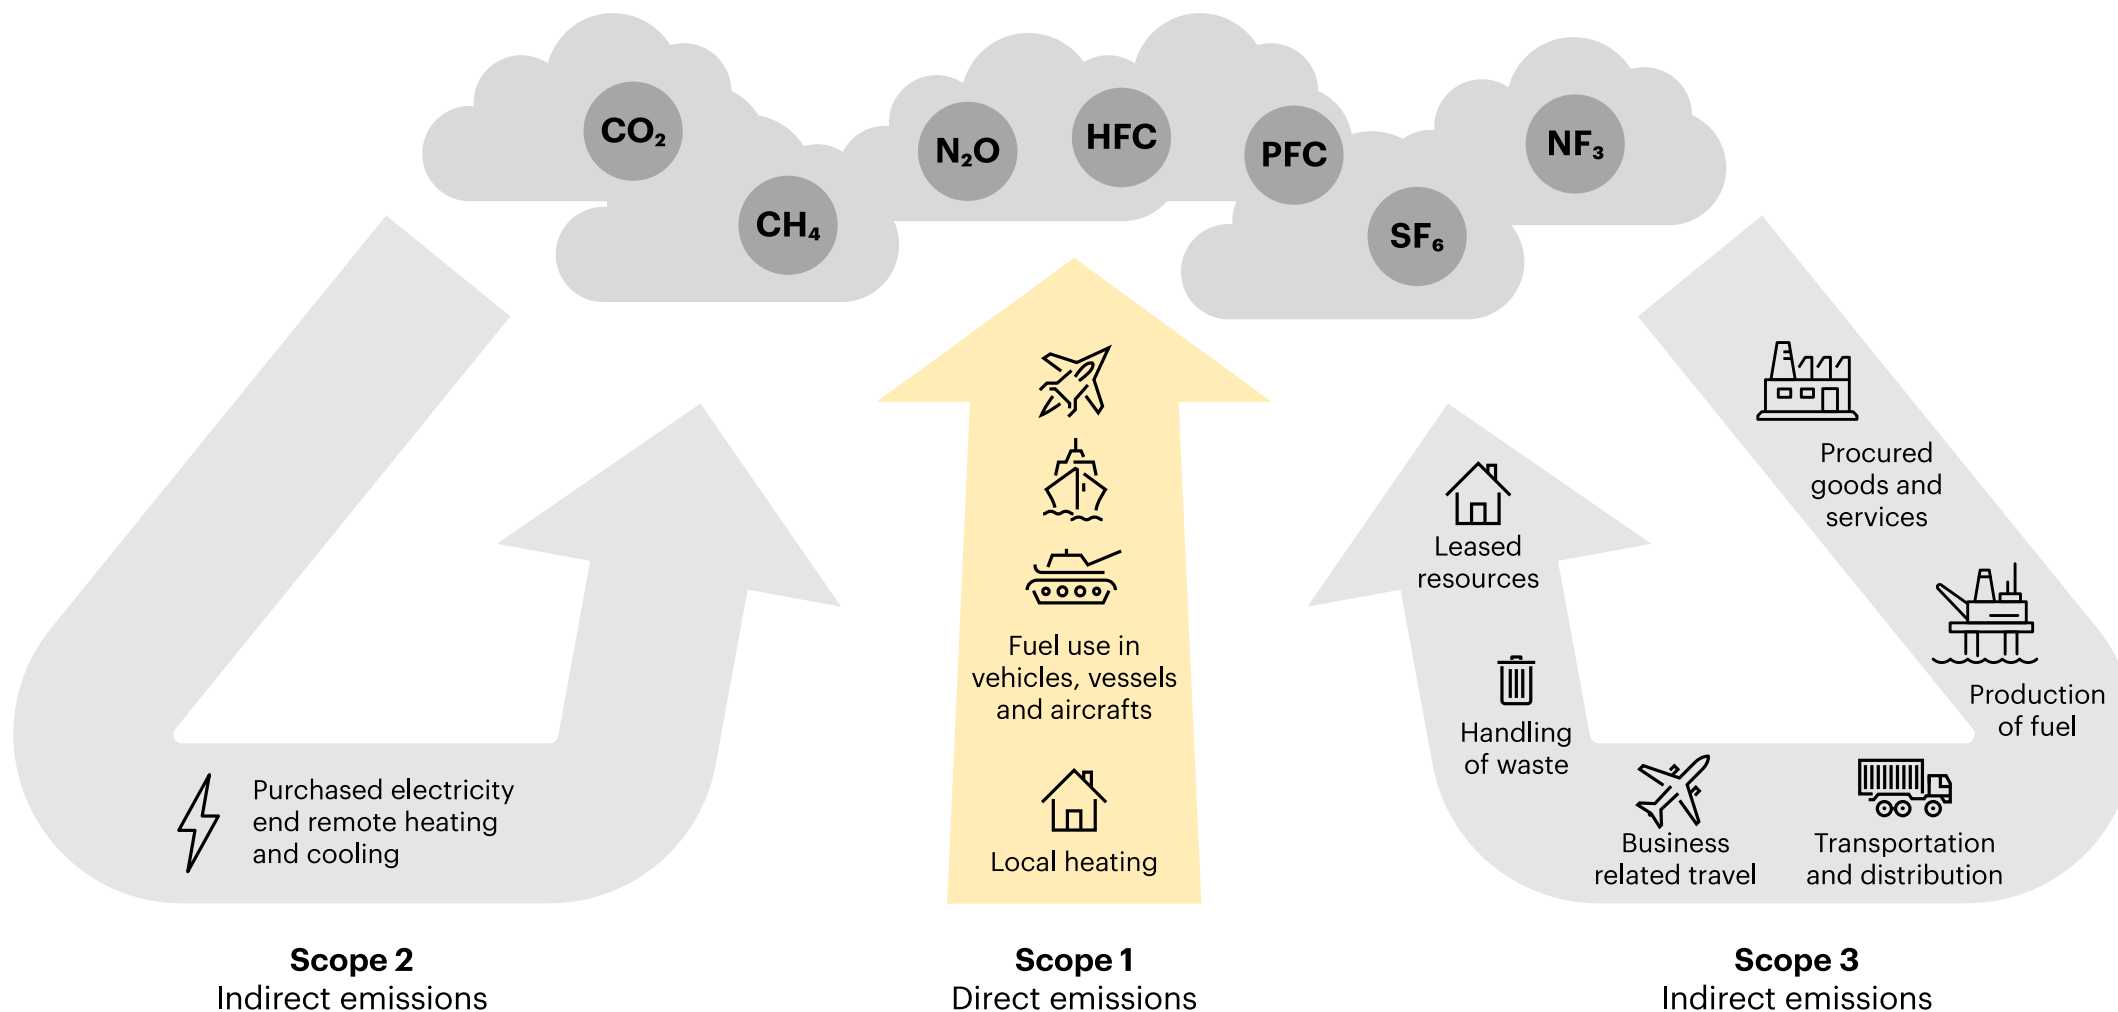 CO₂
CH₄
N₂O
HFC
PFC
SF₆
NF₃
Purchased electricity
end remote heating
and cooling
Scope 2
Indirect emissions
Fuel use in
vehicles, vessels
and aircrafts
Local heating
Scope 1
Direct emissions
Procured
goods and
services
Production
of fuel
Transportation
and distribution
Business
related travel
Handling
of waste
Leased
resources
Scope 3
Indirect emissions